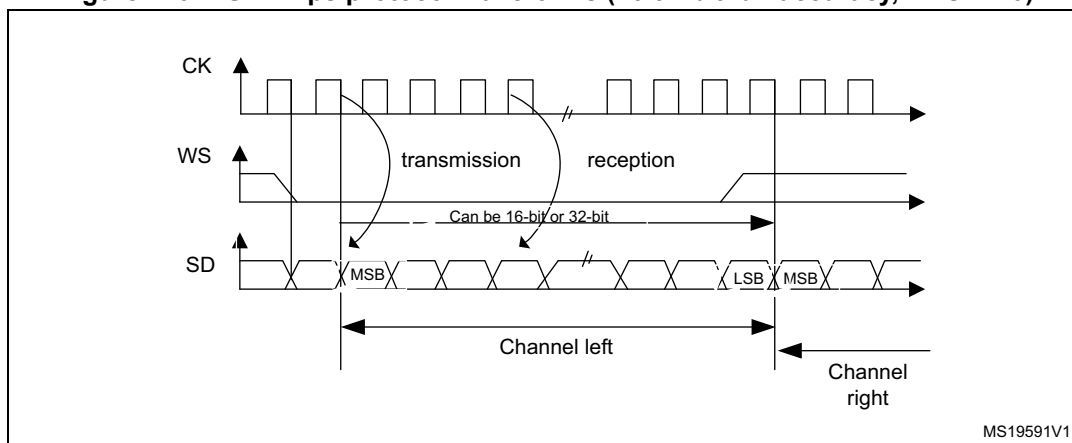 CK
WS
transmission reception
Can be 16-bit or 32-bit
SD
MSB
LSB MSB
Channel left
Channel
right
MS19591V1